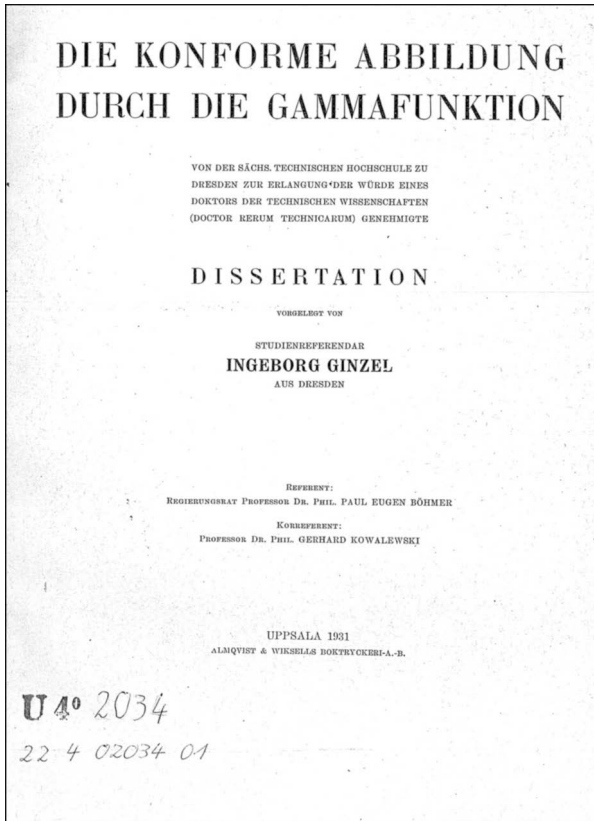 DIE KONFORME ABBILDUNG
DURCH DIE GAMMAFUNKTION
VON DER SÄCHS. TECHNISCHEN HOCHSCHULE ZU
DRESDEN ZUR ERLANGUNG DER WÜRDE EINES
DOKTORS DER TECHNISCHEN WISSENSCHAFTEN
(DOCTOR RERUM TECHNICARUM) GENEHMIGTE
DISSERTATION
VORGELEGT VON
STUDIENREFERENDAR
INGEBORG GINZEL
AUS DRESDEN
REFERENT:
REGIERUNGSRAT PROFESSOR DR. PHIL. PAUL EUGEN BÖHMER
KORREFERENT:
PROFESSOR DR. PHIL. GERHARD KOWALEWSKI
UPPSALA 1931
ALMQVIST & WIKSELLS BOKTRYCKERI-A.-B.
U 4⁰ 2034
22 4 02034 01